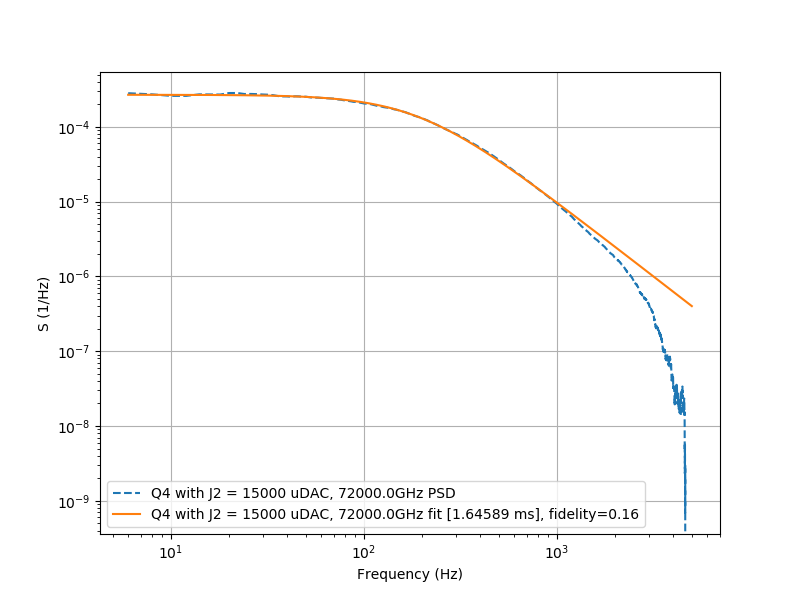 S (1/Hz)
10⁻⁴
10⁻⁵
10⁻⁶
10⁻⁷
10⁻⁸
10⁻⁹
Q4 with J2 = 15000 uDAC, 72000.0GHz PSD
Q4 with J2 = 15000 uDAC, 72000.0GHz fit [1.64589 ms], fidelity=0.16
10¹ 10² 10³
Frequency (Hz)